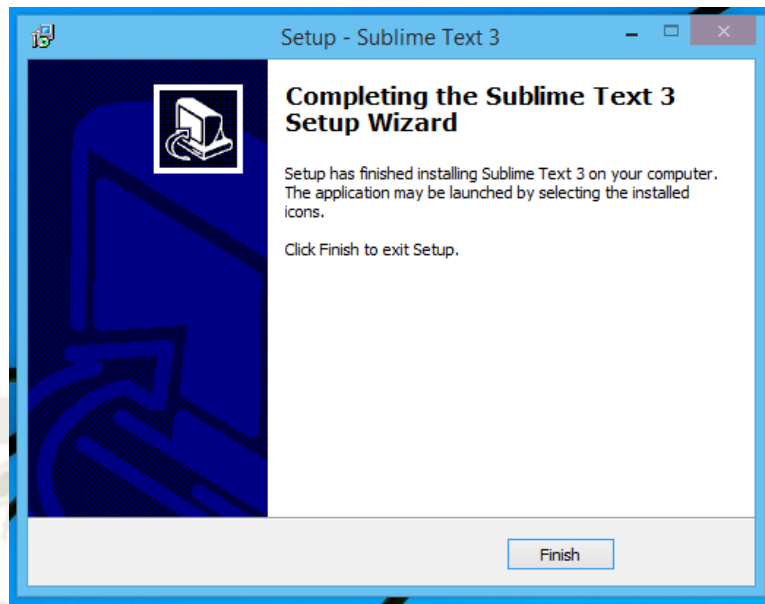 Setup - Sublime Text 3
Completing the Sublime Text 3
Setup Wizard
Setup has finished installing Sublime Text 3 on your computer.
The application may be launched by selecting the installed
icons.
Click Finish to exit Setup.
Finish